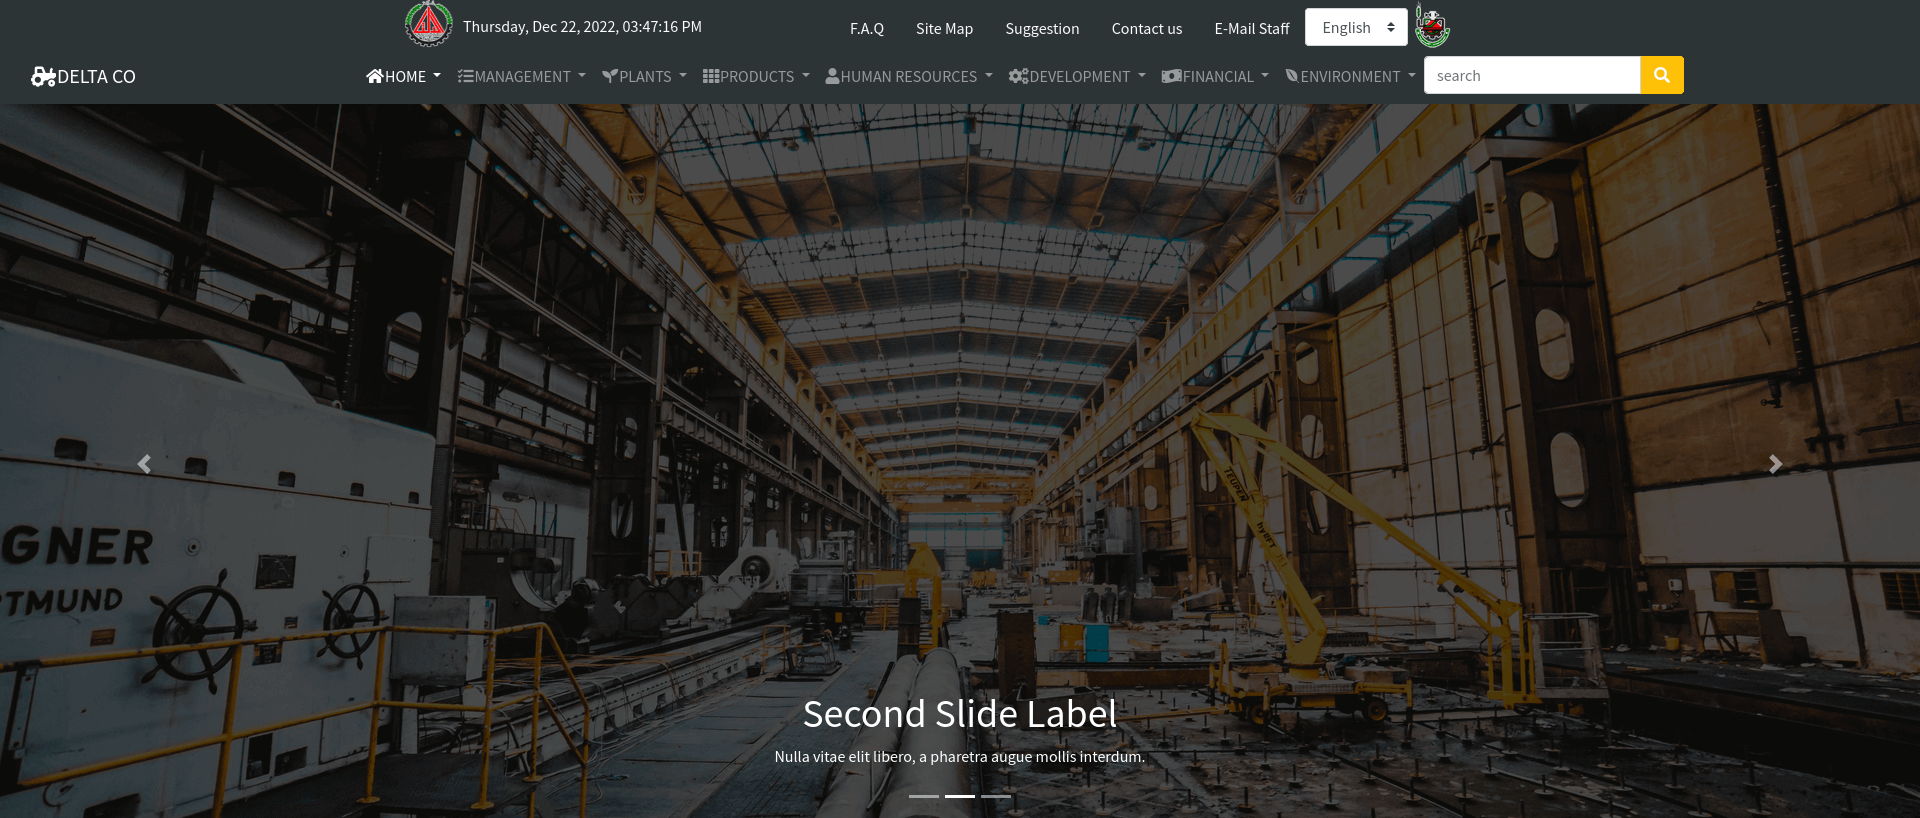 Thursday, Dec 22, 2022, 03:47:16 PM
F.A.Q
Site Map
Suggestion
Contact us
E-Mail Staff
English
DELTA CO
HOME
MANAGEMENT
PLANTS
PRODUCTS
HUMAN RESOURCES
DEVELOPMENT
FINANCIAL
ENVIRONMENT
search
TEUPEN
hyLIFT
GNER
TMUND
Second Slide Label
Nulla vitae elit libero, a pharetra augue mollis interdum.